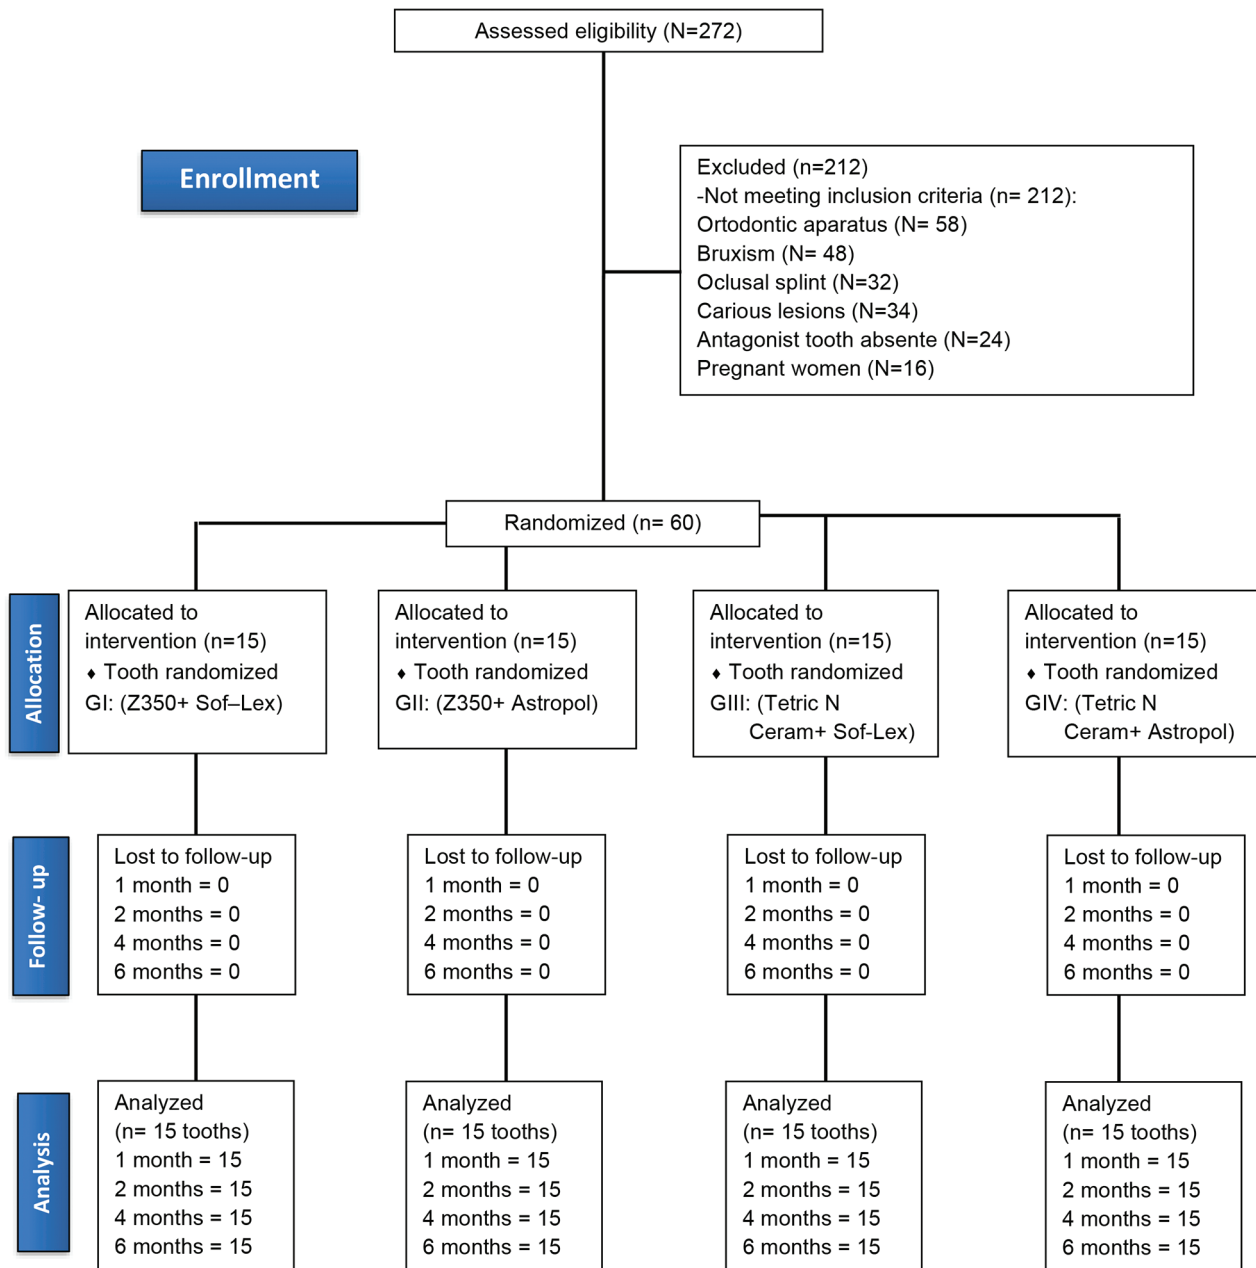 Assessed eligibility (N=272)
Enrollment
Excluded (n=212)
-Not meeting inclusion criteria (n= 212):
Ortodontic aparatus (N= 58)
Bruxism (N= 48)
Oclusal splint (N=32)
Carious lesions (N=34)
Antagonist tooth absente (N=24)
Pregnant women (N=16)
Randomized (n= 60)
Allocation
Allocated to
intervention (n=15)
♦ Tooth randomized
GI: (Z350+ Sof–Lex)
Allocated to
intervention (n=15)
♦ Tooth randomized
GII: (Z350+ Astropol)
Allocated to
intervention (n=15)
♦ Tooth randomized
GIII: (Tetric N
Ceram+ Sof-Lex)
Allocated to
intervention (n=15)
♦ Tooth randomized
GIV: (Tetric N
Ceram+ Astropol)
Follow- up
Lost to follow-up
1 month = 0
2 months = 0
4 months = 0
6 months = 0
Lost to follow-up
1 month = 0
2 months = 0
4 months = 0
6 months = 0
Lost to follow-up
1 month = 0
2 months = 0
4 months = 0
6 months = 0
Lost to follow-up
1 month = 0
2 months = 0
4 months = 0
6 months = 0
Analysis
Analyzed
(n= 15 tooths)
1 month = 15
2 months = 15
4 months = 15
6 months = 15
Analyzed
(n= 15 tooths)
1 month = 15
2 months = 15
4 months = 15
6 months = 15
Analyzed
(n= 15 tooths)
1 month = 15
2 months = 15
4 months = 15
6 months = 15
Analyzed
(n= 15 tooths)
1 month = 15
2 months = 15
4 months = 15
6 months = 15